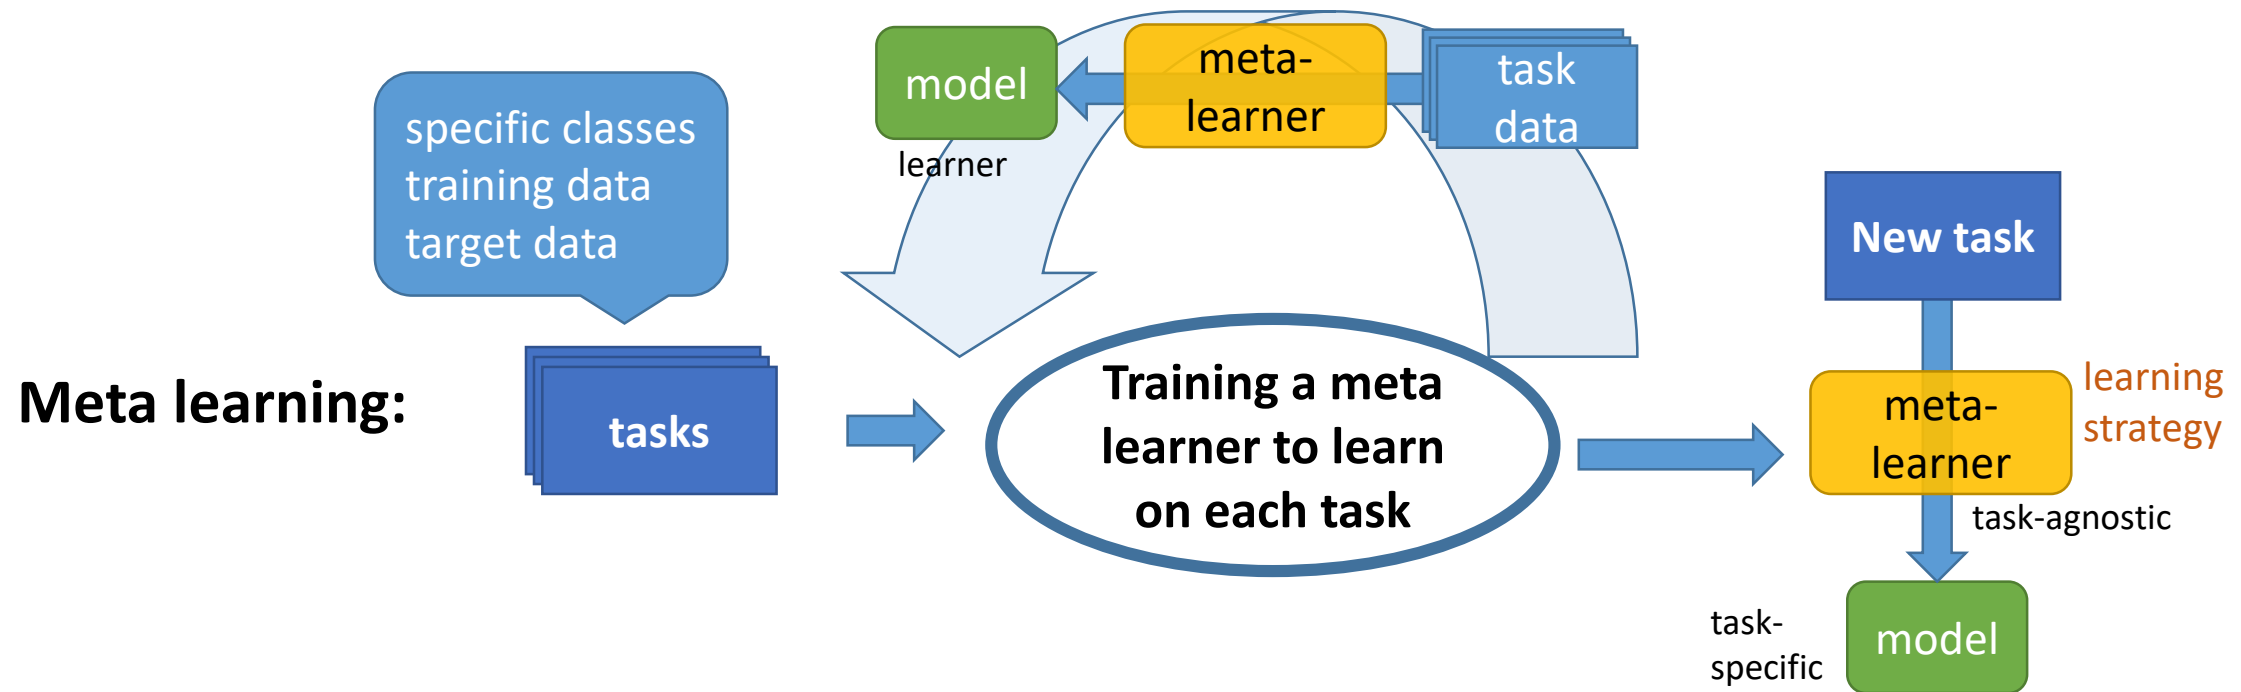 Meta learning:
specific classes
training data
target data
tasks
model
learner
meta-
learner
task
data
Training a meta
learner to learn
on each task
New task
meta-
learner
learning
strategy
task-agnostic
task-
specific
model